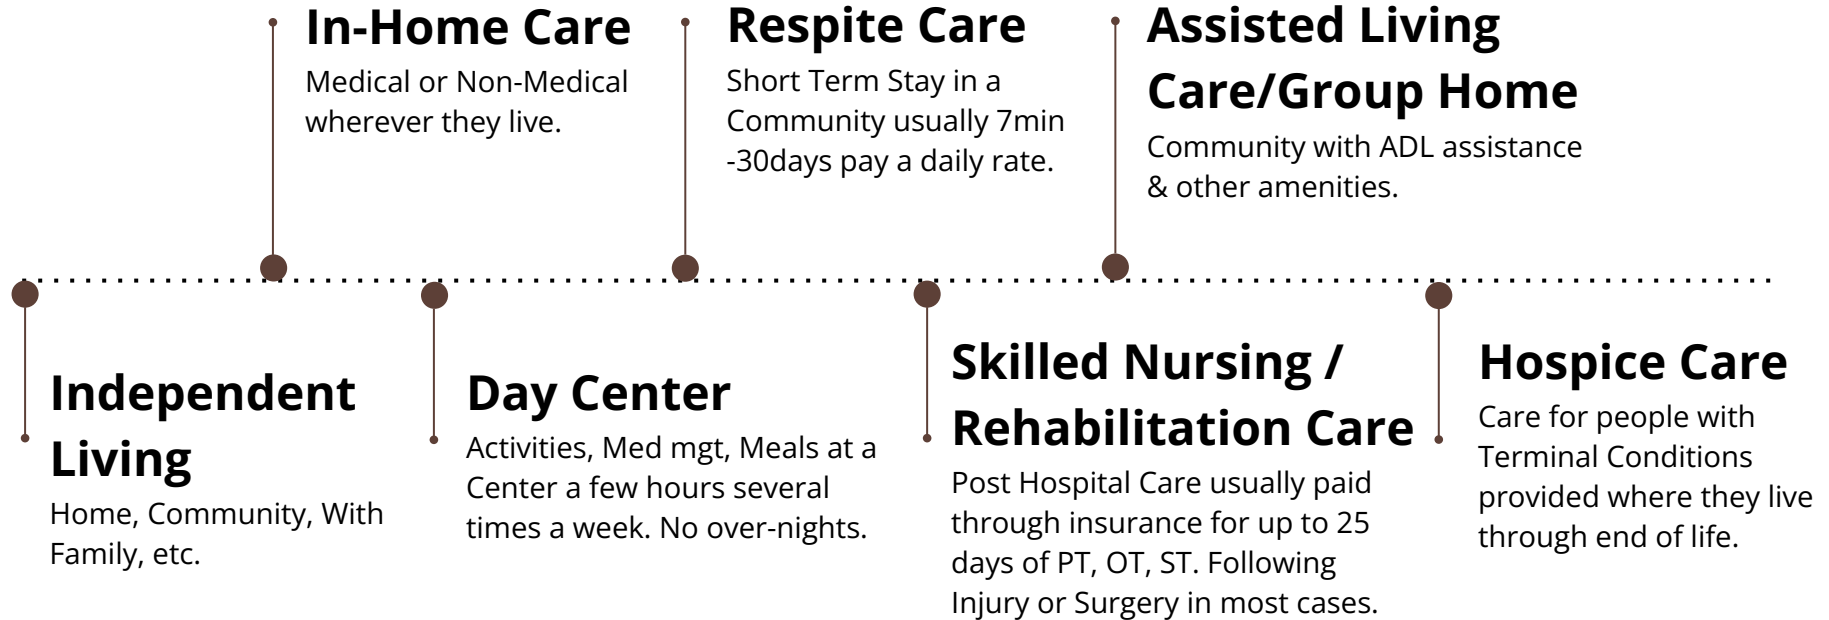 In-Home Care
Medical or Non-Medical
wherever they live.
Respite Care
Short Term Stay in a
Community usually 7min
-30days pay a daily rate.
Assisted Living
Care/Group Home
Community with ADL assistance
& other amenities.
Independent
Living
Home, Community, With
Family, etc.
Day Center
Activities, Med mgt, Meals at a
Center a few hours several
times a week. No over-nights.
Skilled Nursing /
Rehabilitation Care
Post Hospital Care usually paid
through insurance for up to 25
days of PT, OT, ST. Following
Injury or Surgery in most cases.
Hospice Care
Care for people with
Terminal Conditions
provided where they live
through end of life.